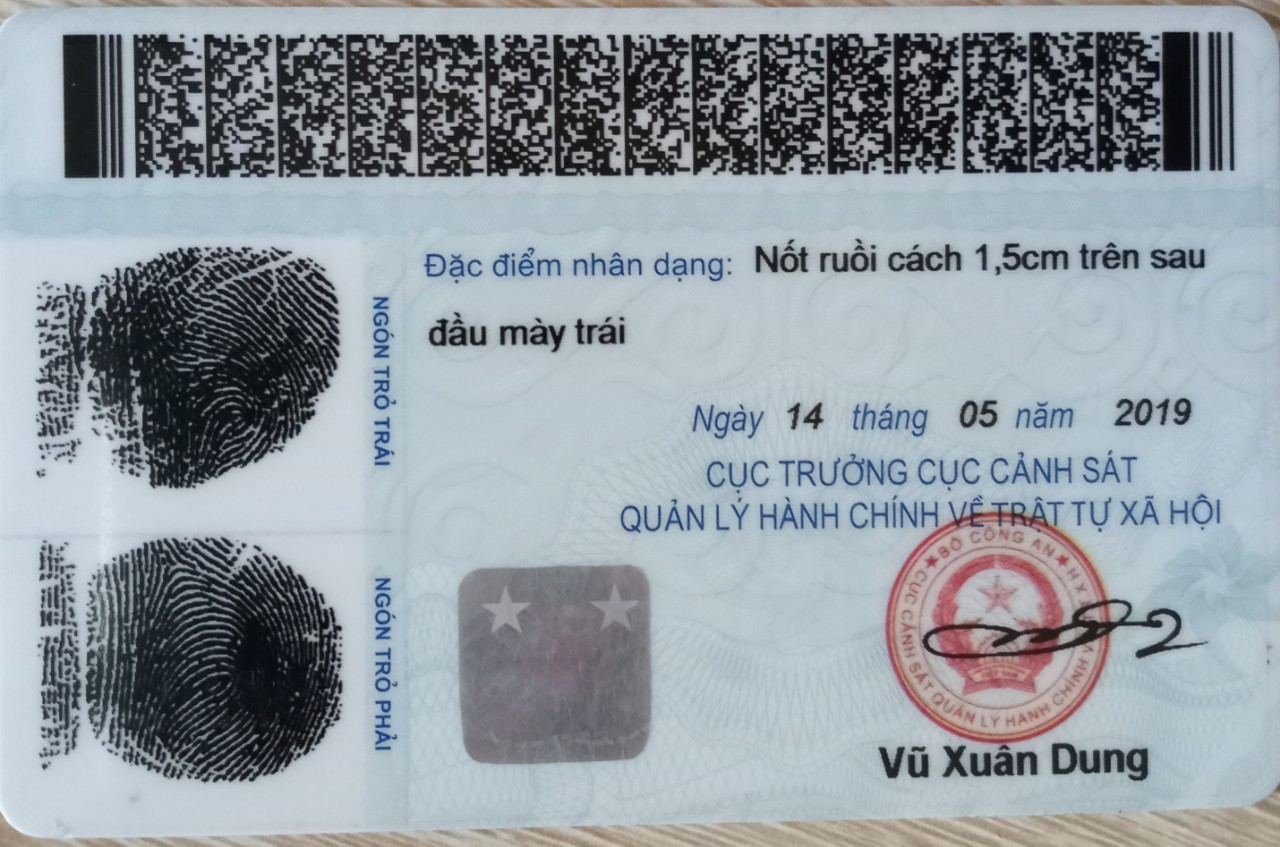 Đặc điểm nhân dạng: Nốt ruồi cách 1,5cm trên sau
đầu mày trái
NGÓN TRỎ TRÁI
Ngày 14 tháng 05 năm 2019
CỤC TRƯỞNG CỤC CẢNH SÁT
QUẢN LÝ HÀNH CHÍNH VỀ TRẬT TỰ XÃ HỘI
NGÓN TRỎ PHẢI
★ BỘ CÔNG AN ★
CỤC CẢNH SÁT QUẢN LÝ HÀNH CHÍNH
Vũ Xuân Dung